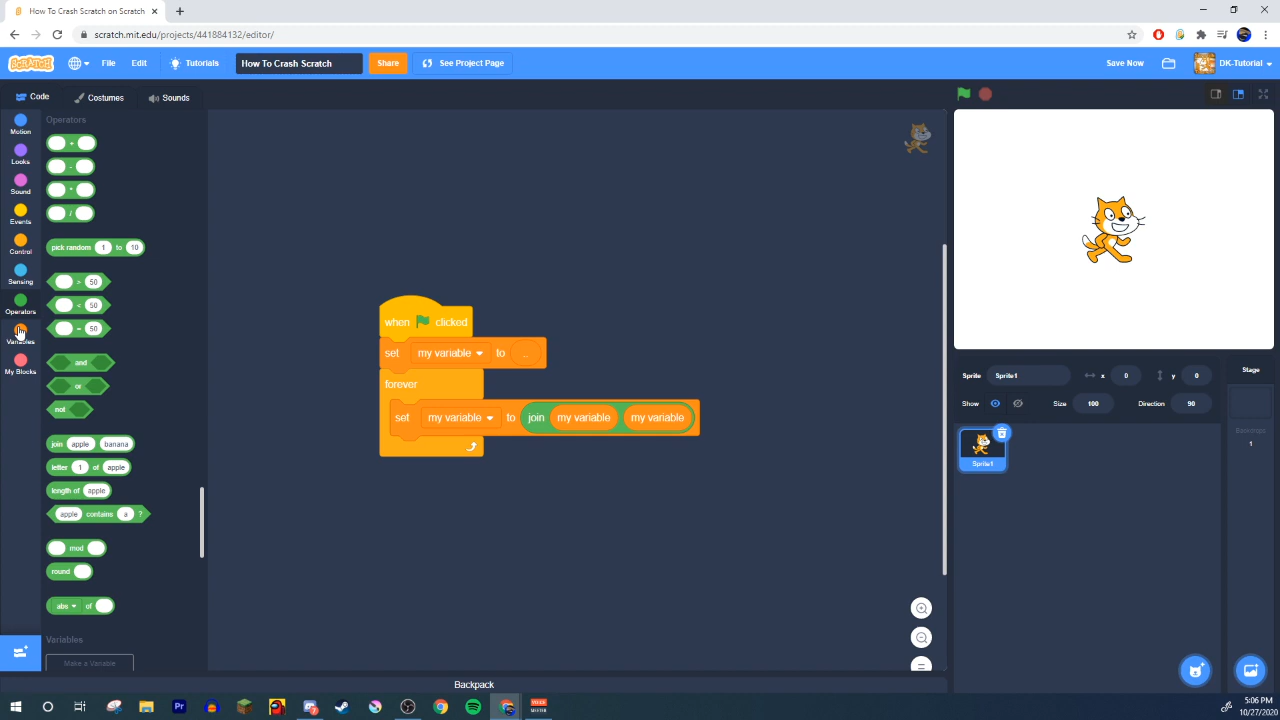 How To Crash Scratch on Scratch
scratch.mit.edu/projects/441884132/editor/
SCRATCH
File
Edit
Tutorials
How To Crash Scratch
Share
See Project Page
Save Now
DK-Tutorial
Code
Costumes
Sounds
Motion
Looks
Sound
Events
Control
Sensing
Operators
Variables
My Blocks
Operators
+
-
*
/
pick random 1 to 10
> 50
< 50
= 50
and
or
not
join apple banana
letter 1 of apple
length of apple
apple contains a ?
mod
round
abs of
Variables
Make a Variable
when clicked
set my variable to ..
forever
set my variable to join my variable my variable
Backpack
Sprite Sprite1 x 0 y 0
Show Size 100 Direction 90
Sprite1
Stage
Backdrops
1
Pr
VOICEMOD
5:06 PM
10/27/2020